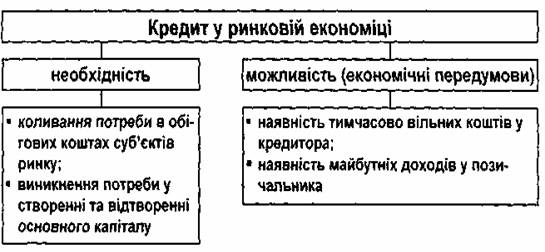 Кредит у ринковій економіці
необхідність
▪ коливання потреби в обі-
гових коштах суб'єктів
ринку;
▪ виникнення потреби у
створенні та відтворенні
основного капіталу
можливість (економічні передумови)
▪ наявність тимчасово вільних коштів у
кредитора;
▪ наявність майбутніх доходів у пози-
чальника